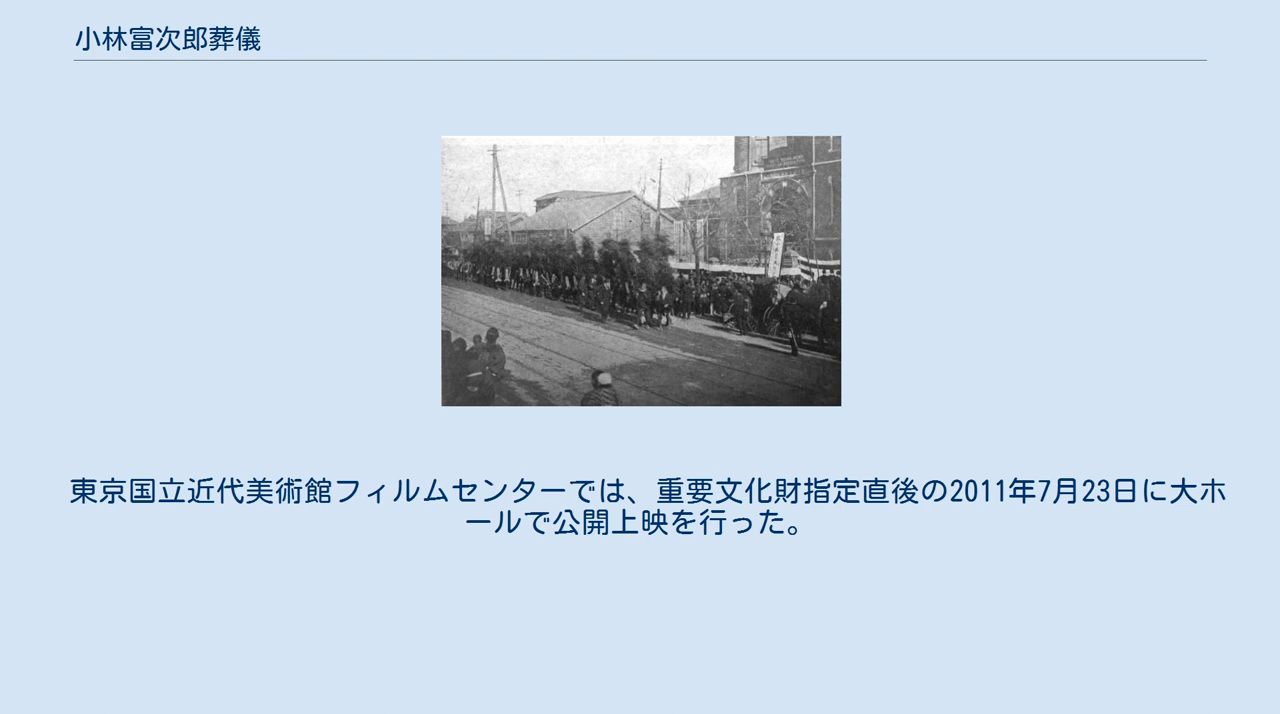 小林富次郎葬儀
東京国立近代美術館フィルムセンターでは、重要文化財指定直後の2011年7月23日に大ホ
ールで公開上映を行った。